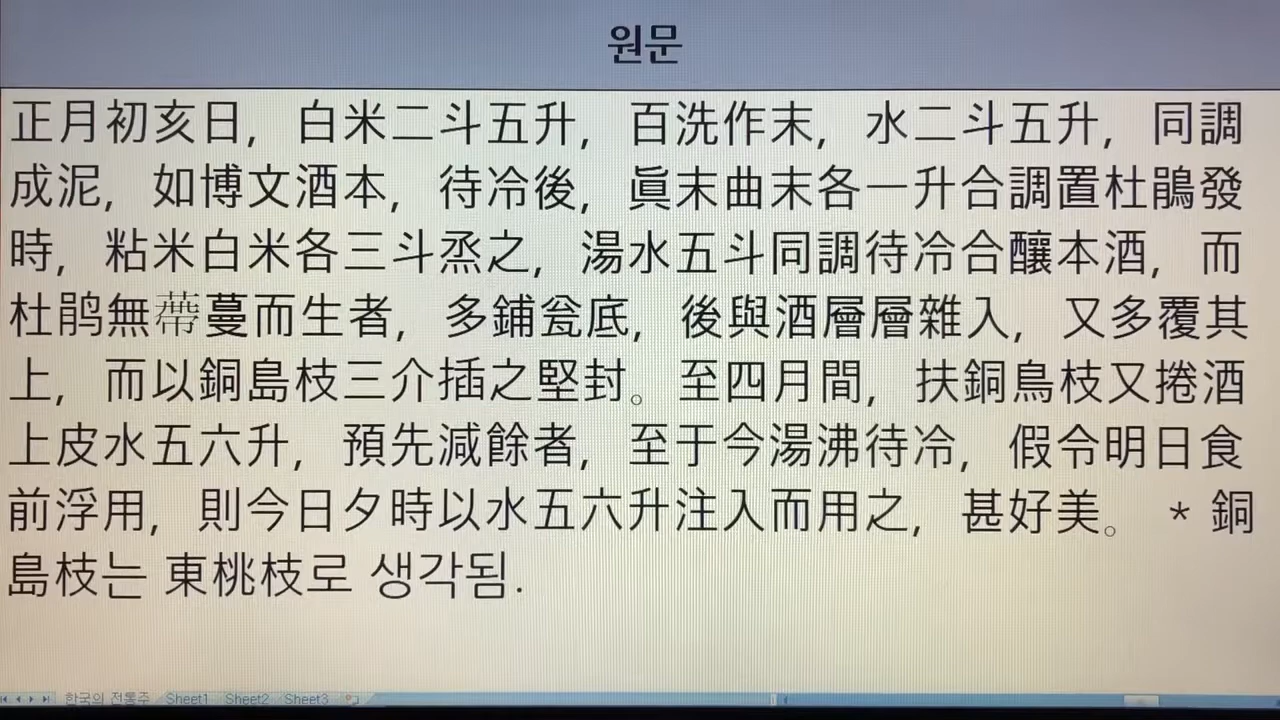 원문
正月初亥日, 白米二斗五升, 百洗作末, 水二斗五升, 同調
成泥, 如博文酒本, 待冷後, 眞末曲末各一升合調置杜鵑發
時, 粘米白米各三斗烝之, 湯水五斗同調待冷合釀本酒, 而
杜鹃無蔕蔓而生者, 多鋪瓮底, 後與酒層層雜入, 又多覆其
上, 而以銅島枝三介插之堅封。至四月間, 扶銅鳥枝又捲酒
上皮水五六升, 預先減餘者, 至于今湯沸待冷, 假令明日食
前浮用, 則今日夕時以水五六升注入而用之, 甚好美。 * 銅
島枝는 東桃枝로 생각됨.
한국의 전통주 Sheet1 Sheet2 Sheet3